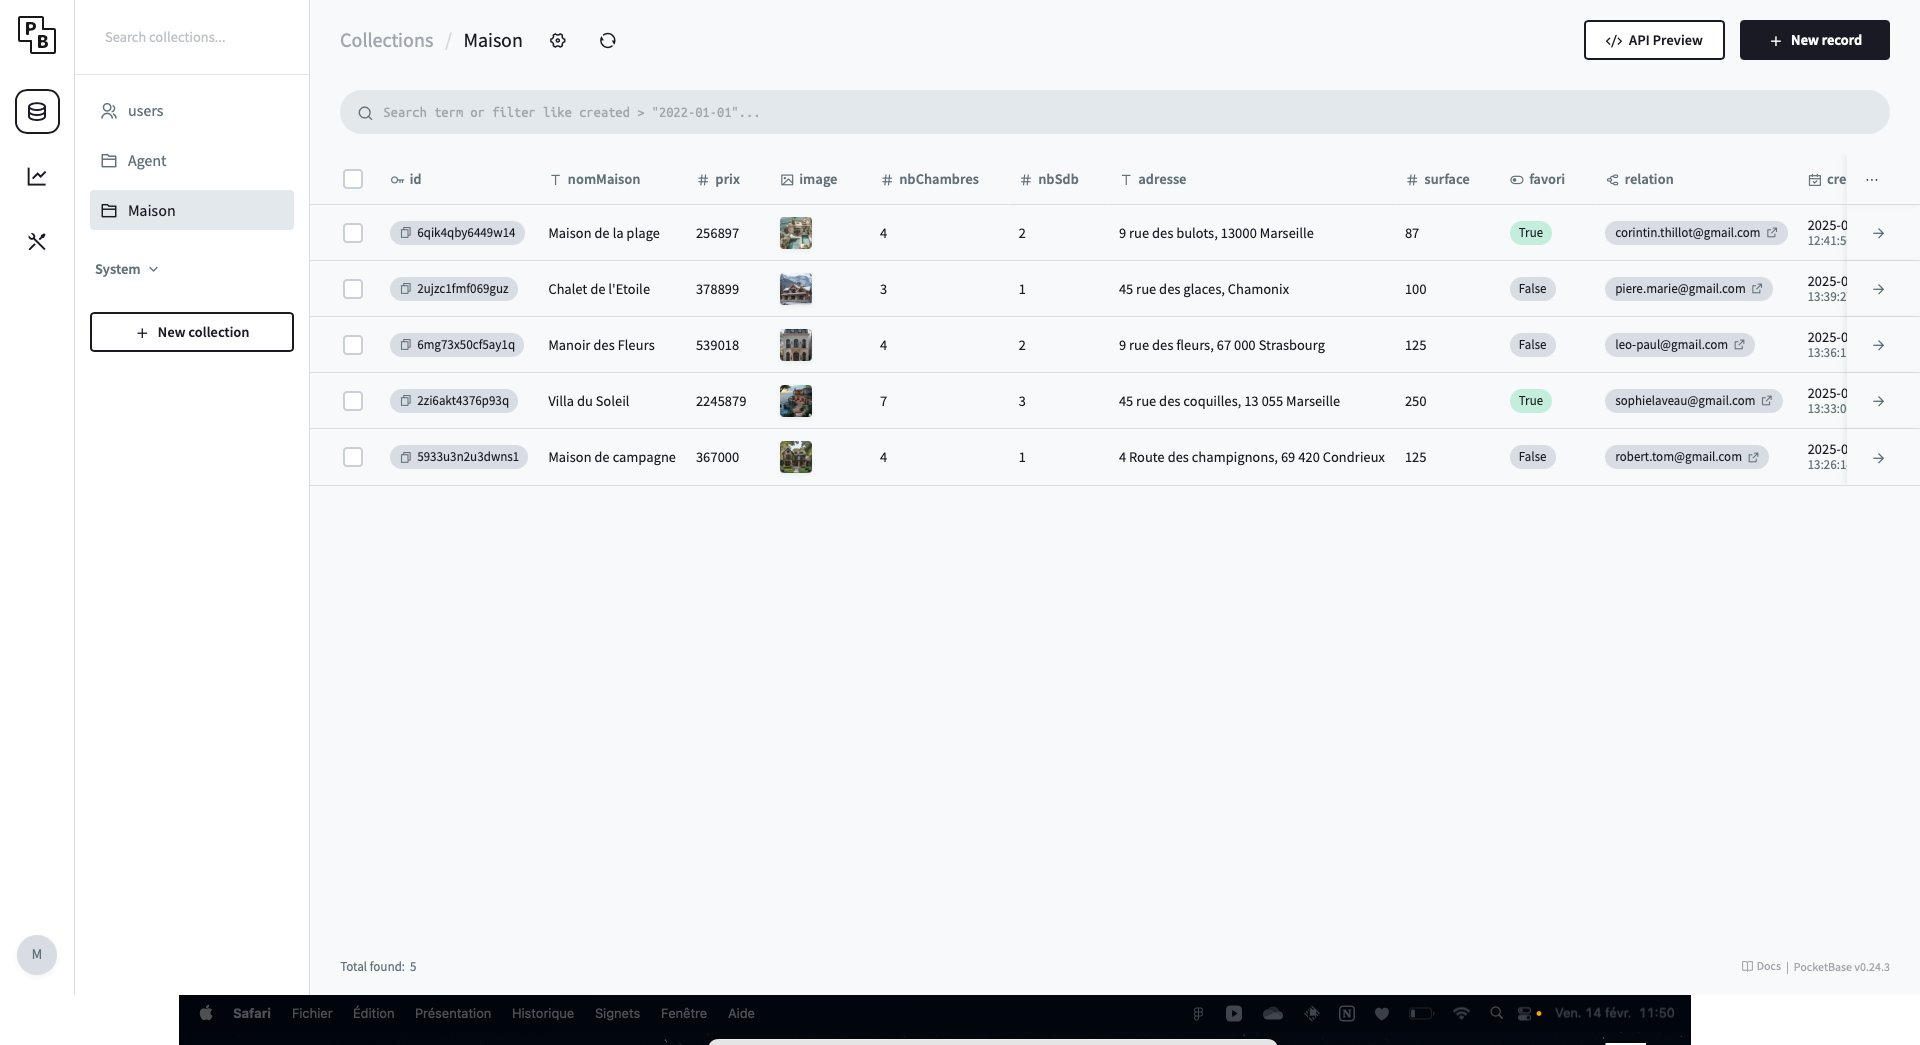 PB
Search collections...
users
Agent
Maison
System
+ New collection
M
Collections / Maison
</> API Preview
+ New record
Search term or filter like created > "2022-01-01"...
id nomMaison # prix image # nbChambres # nbSdb adresse # surface favori relation cre ...
6qik4qby6449w14 Maison de la plage 256897 4 2 9 rue des bulots, 13000 Marseille 87 True corintin.thillot@gmail.com 2025-0
12:41:5
2ujzc1fmf069guz Chalet de l'Etoile 378899 3 1 45 rue des glaces, Chamonix 100 False piere.marie@gmail.com 2025-0
13:39:2
6mg73x50cf5ay1q Manoir des Fleurs 539018 4 2 9 rue des fleurs, 67 000 Strasbourg 125 False leo-paul@gmail.com 2025-0
13:36:1
2zi6akt4376p93q Villa du Soleil 2245879 7 3 45 rue des coquilles, 13 055 Marseille 250 True sophielaveau@gmail.com 2025-0
13:33:0
5933u3n2u3dwns1 Maison de campagne 367000 4 1 4 Route des champignons, 69 420 Condrieux 125 False robert.tom@gmail.com 2025-0
13:26:1
Total found: 5
Docs | PocketBase v0.24.3
Safari Fichier Édition Présentation Historique Signets Fenêtre Aide Ven. 14 févr. 11:50